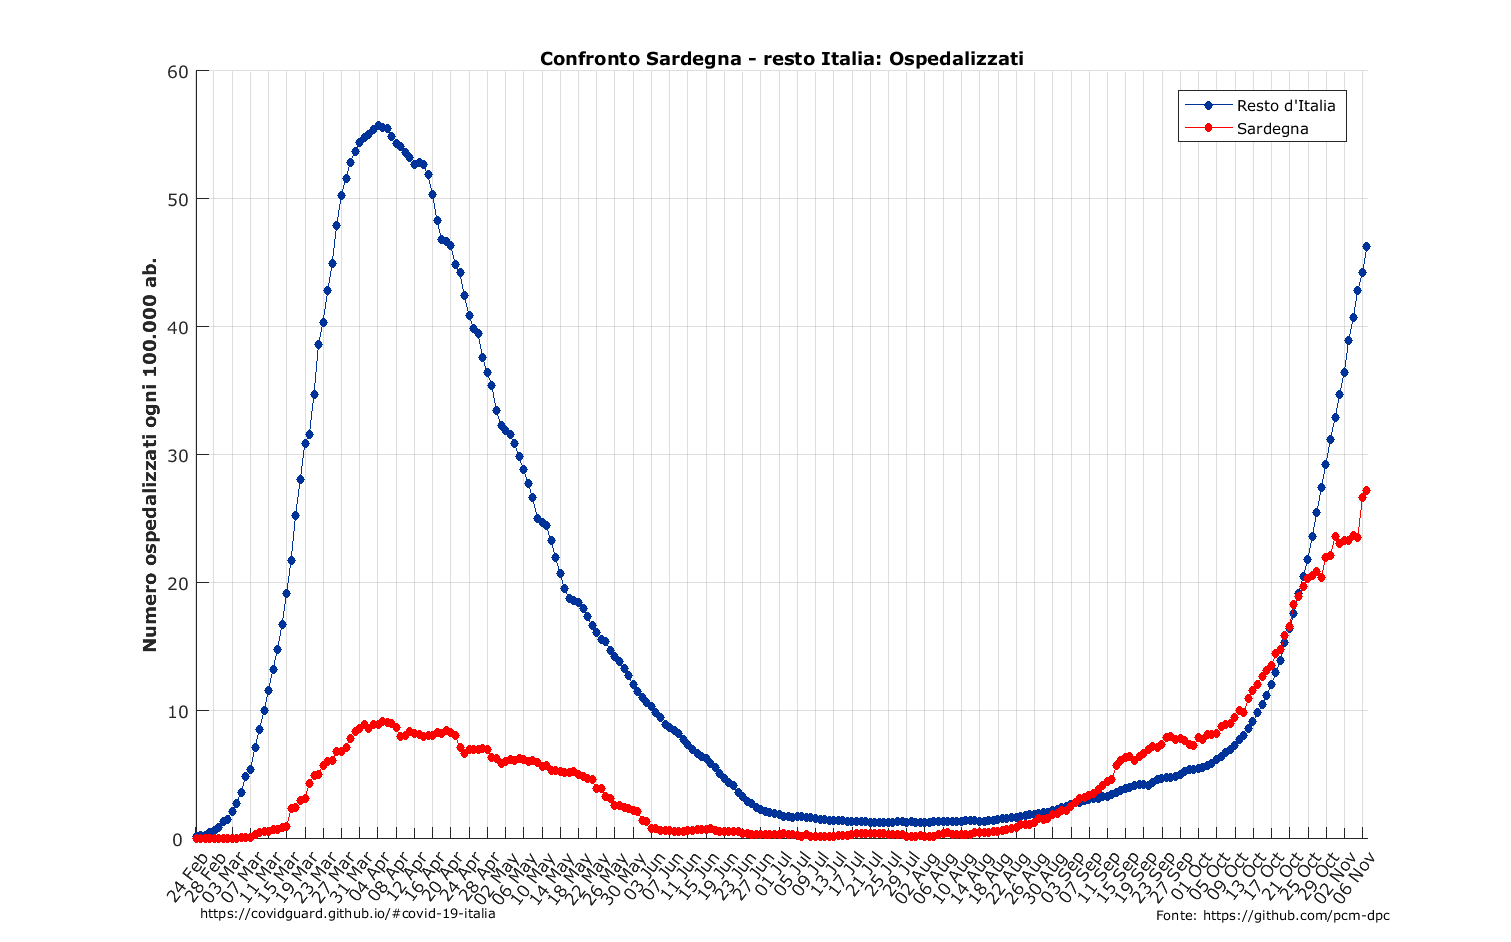 Confronto Sardegna - resto Italia: Ospedalizzati
60
50
40
30
20
10
0
Numero ospedalizzati ogni 100.000 ab.
Resto d'Italia
Sardegna
24 Feb
28 Feb
03 Mar
07 Mar
11 Mar
15 Mar
19 Mar
23 Mar
27 Mar
31 Mar
04 Apr
08 Apr
12 Apr
16 Apr
20 Apr
24 Apr
28 Apr
02 May
06 May
10 May
14 May
18 May
22 May
26 May
30 May
03 Jun
07 Jun
11 Jun
15 Jun
19 Jun
23 Jun
27 Jun
01 Jul
05 Jul
09 Jul
13 Jul
17 Jul
21 Jul
25 Jul
29 Jul
02 Aug
06 Aug
10 Aug
14 Aug
18 Aug
22 Aug
26 Aug
30 Aug
03 Sep
07 Sep
11 Sep
15 Sep
19 Sep
23 Sep
27 Sep
01 Oct
05 Oct
09 Oct
13 Oct
17 Oct
21 Oct
25 Oct
29 Oct
02 Nov
06 Nov
https://covidguard.github.io/#covid-19-italia
Fonte: https://github.com/pcm-dpc